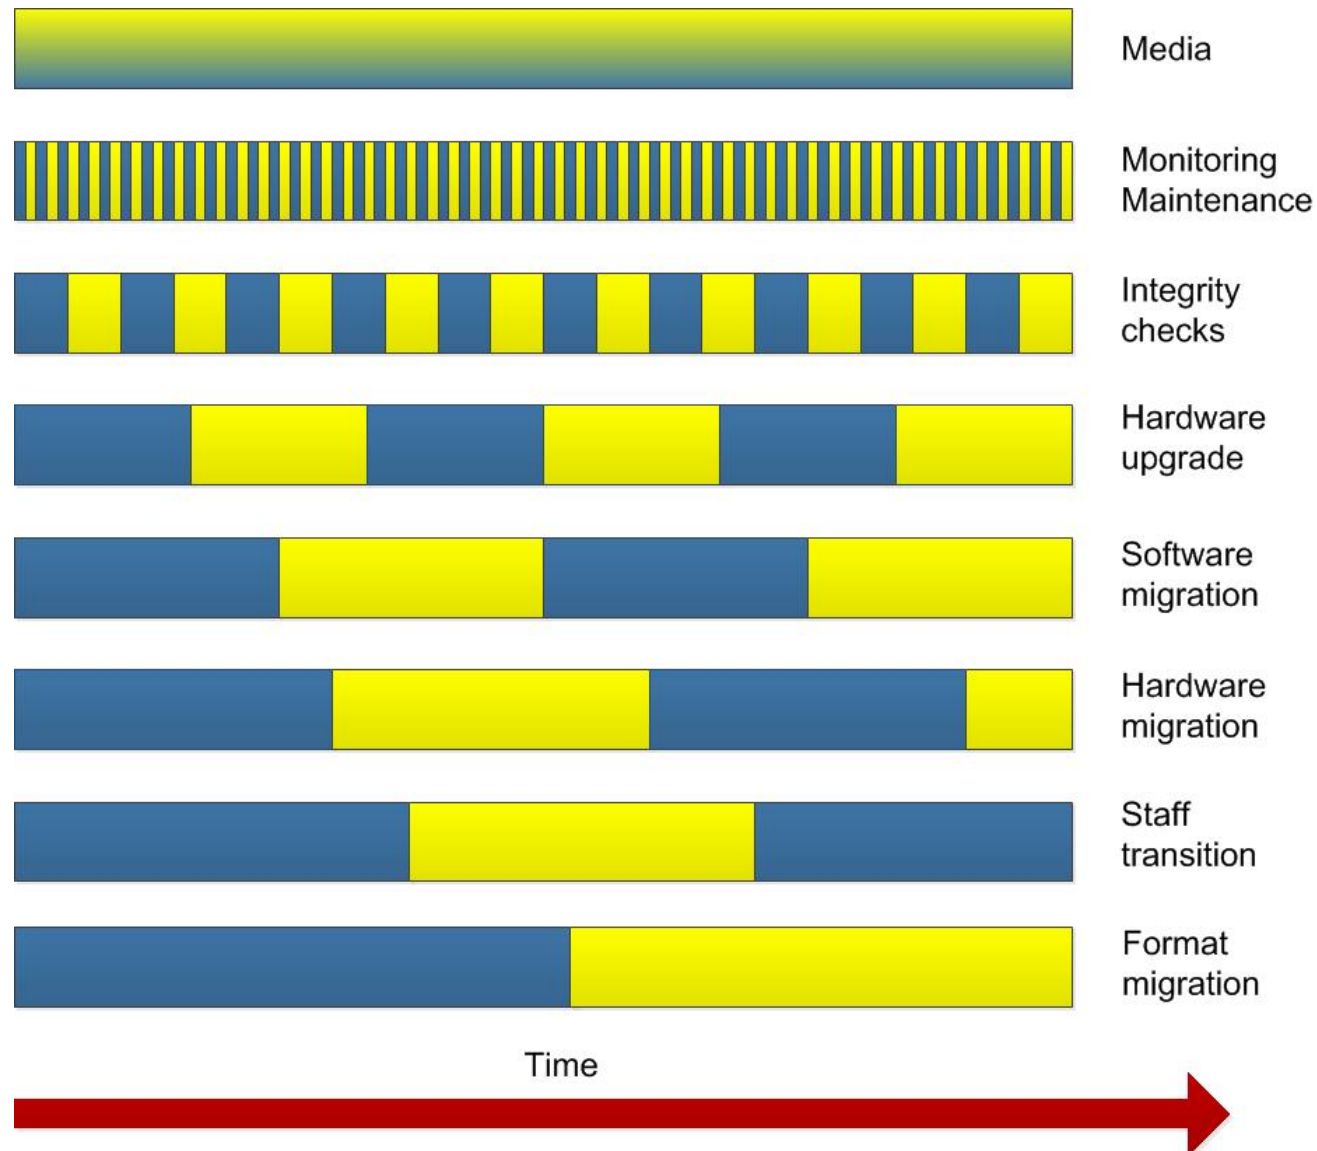 Media
Monitoring
Maintenance
Integrity
checks
Hardware
upgrade
Software
migration
Hardware
migration
Staff
transition
Format
migration
Time